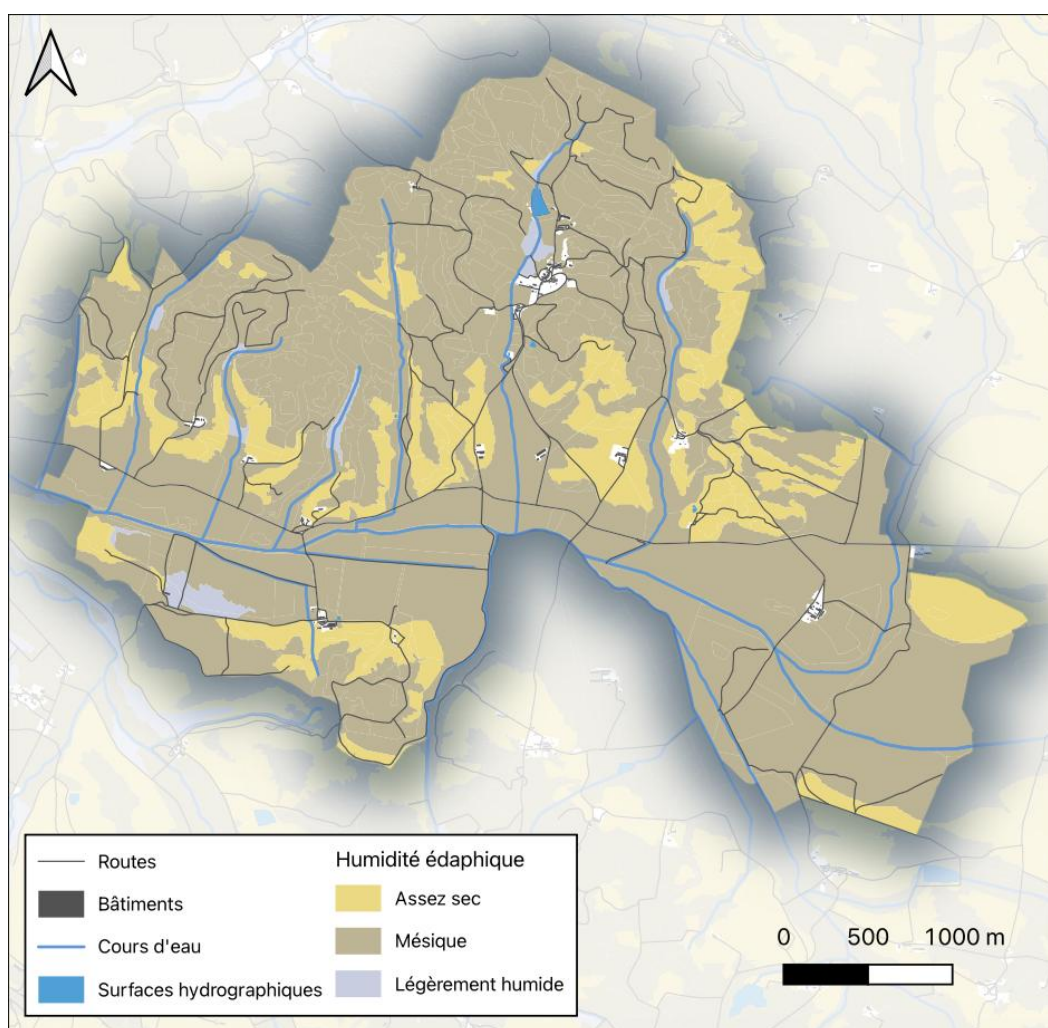 Routes
Bâtiments
Cours d'eau
Surfaces hydrographiques
Humidité édaphique
Assez sec
Mésique
Légèrement humide
0 500 1000 m